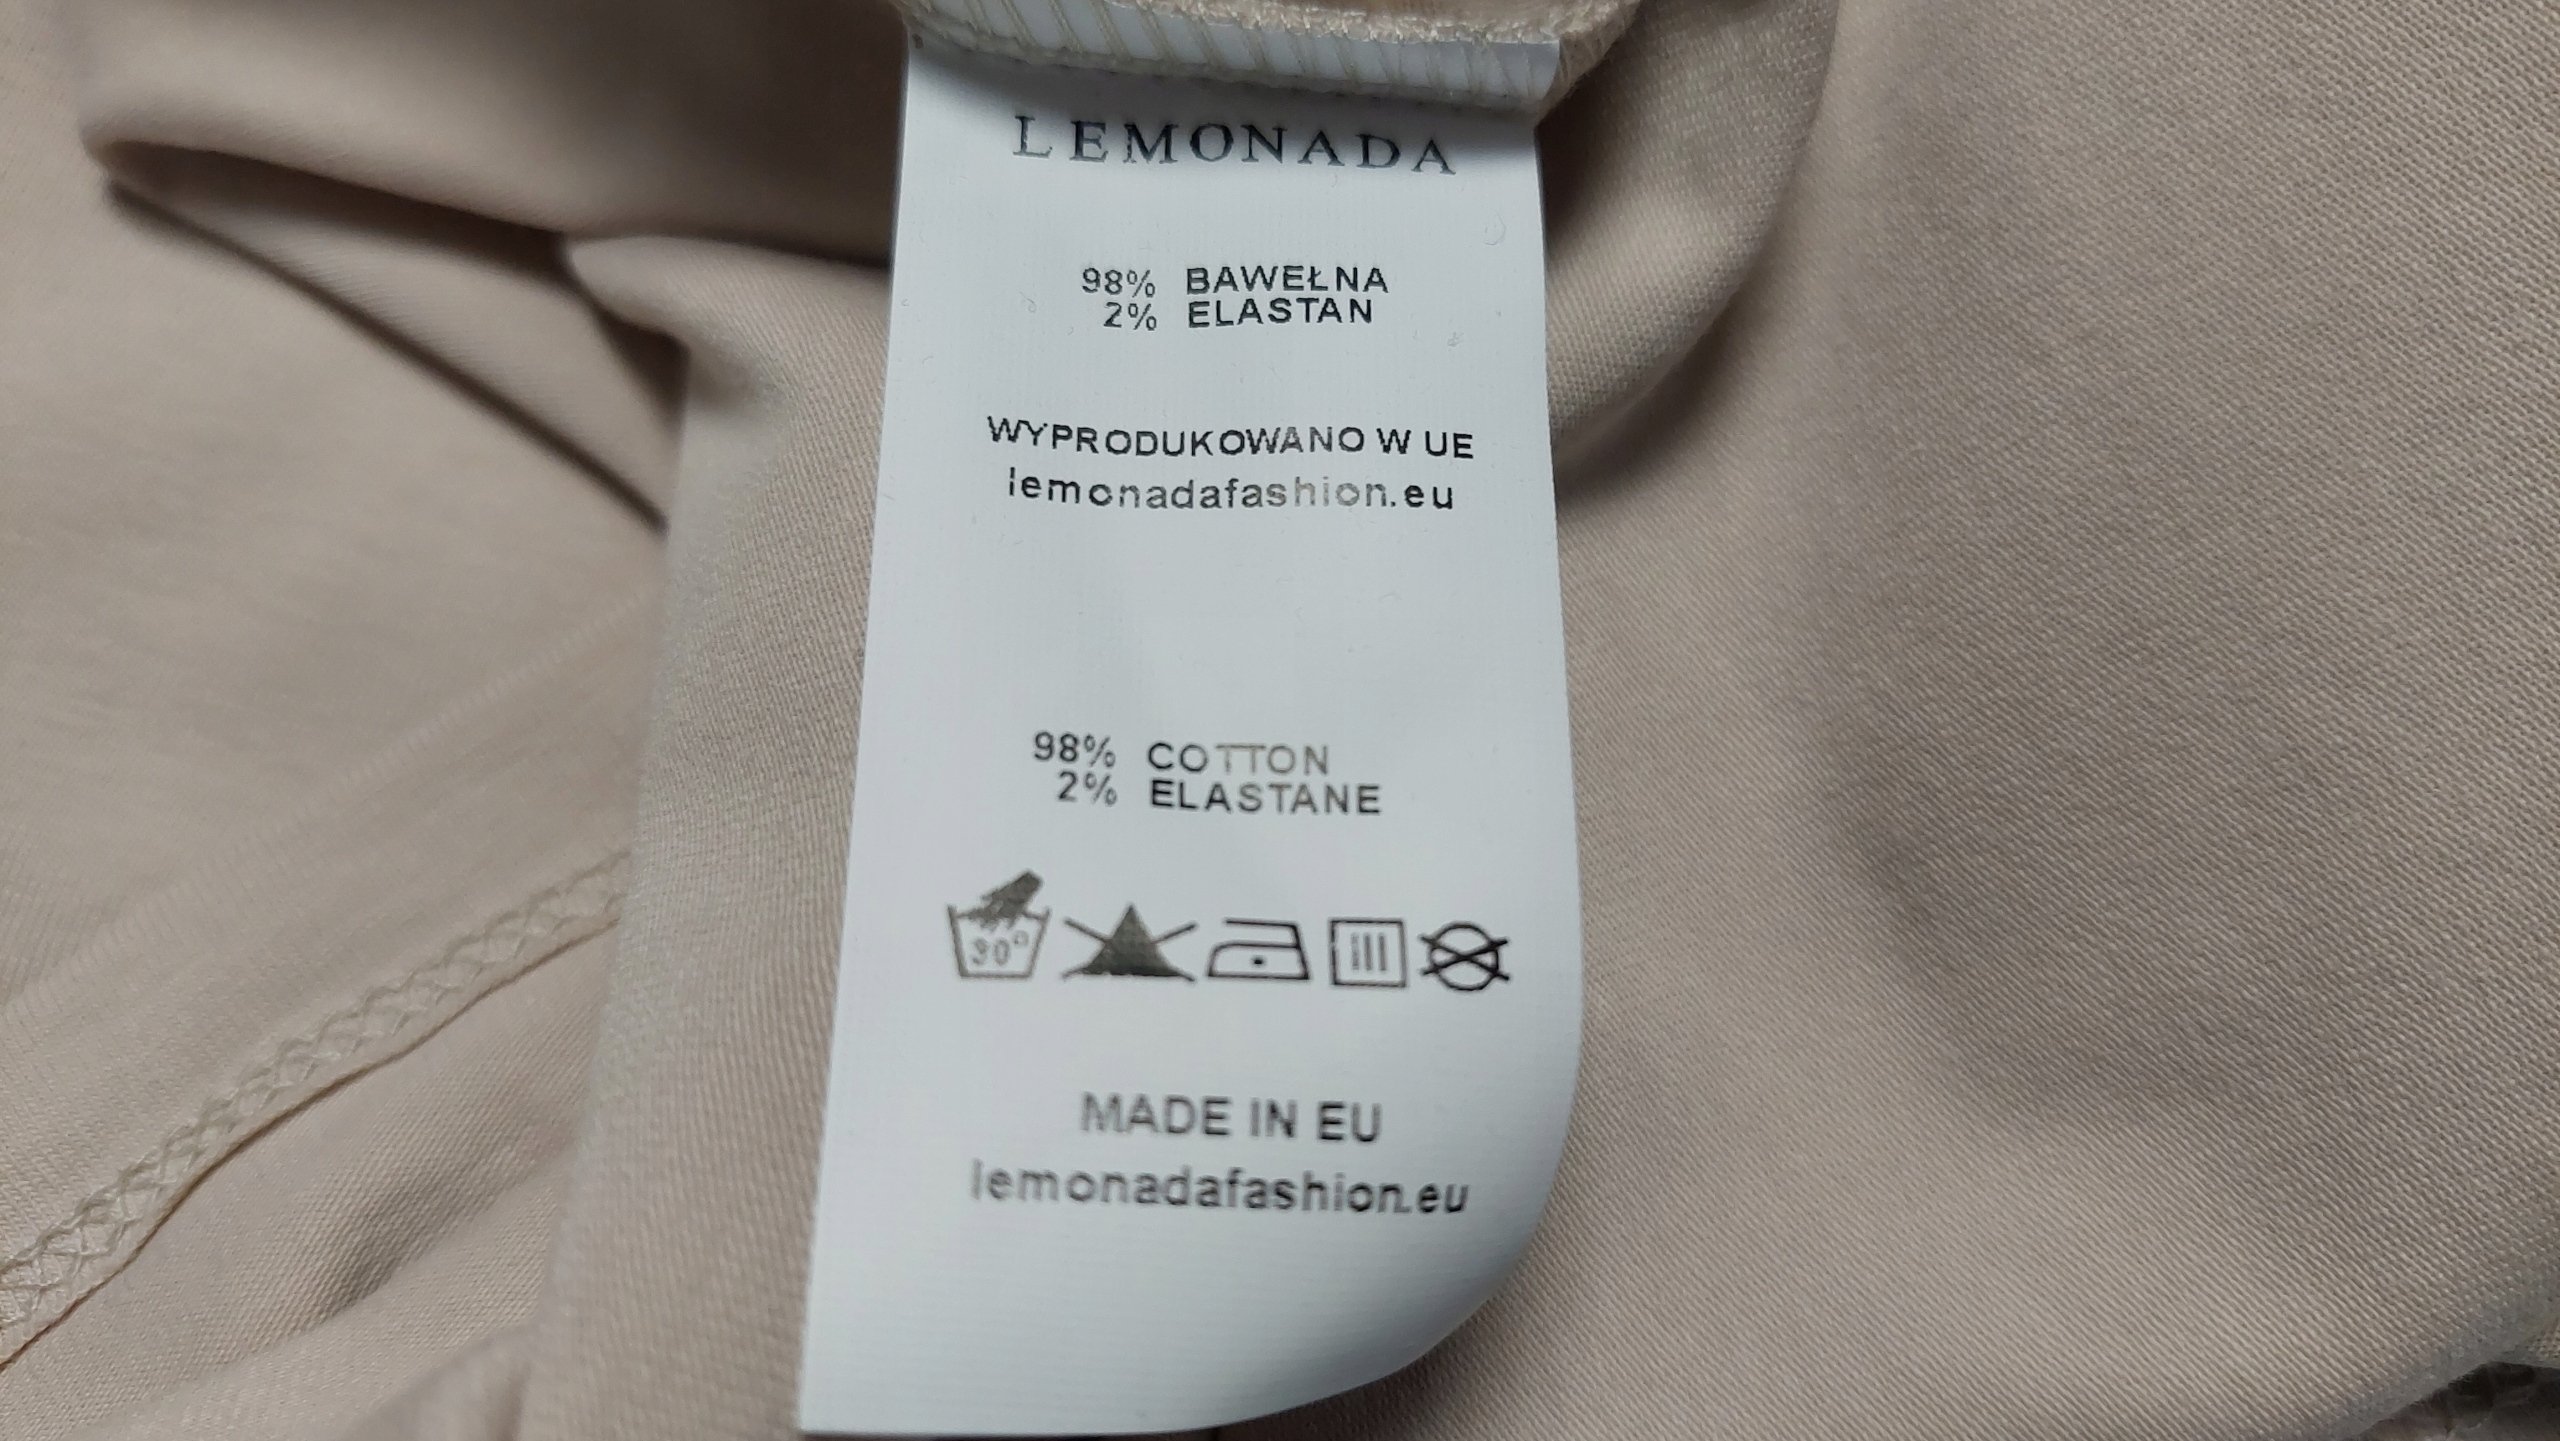 LEMONADA
98% BAWEŁNA
2% ELASTAN
WYPRODUKOWANO W UE
lemonadafashion.eu
98% COTTON
2% ELASTANE
30°
MADE IN EU
lemonadafashion.eu